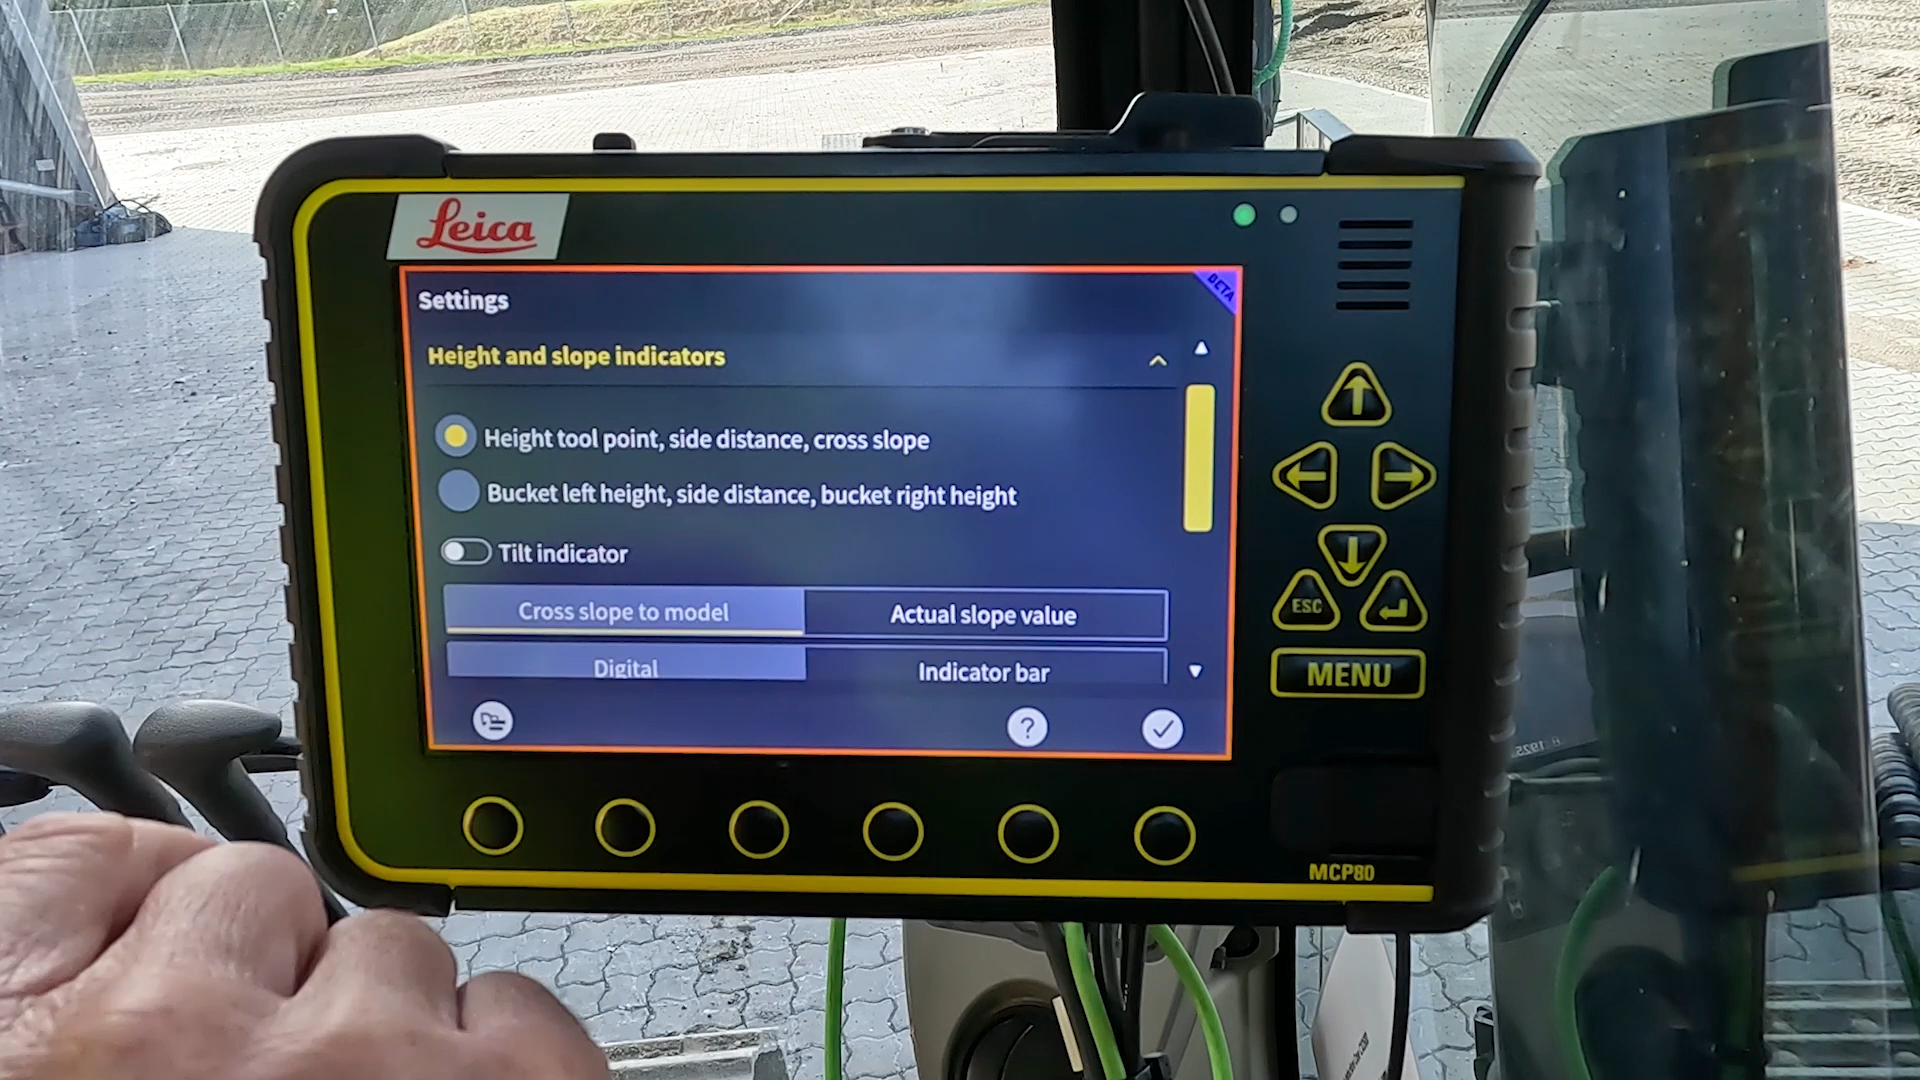 Leica
BETA
Settings
Height and slope indicators
Height tool point, side distance, cross slope
Bucket left height, side distance, bucket right height
Tilt indicator
Cross slope to model
Actual slope value
Digital
Indicator bar
?
ESC
MENU
MCP80